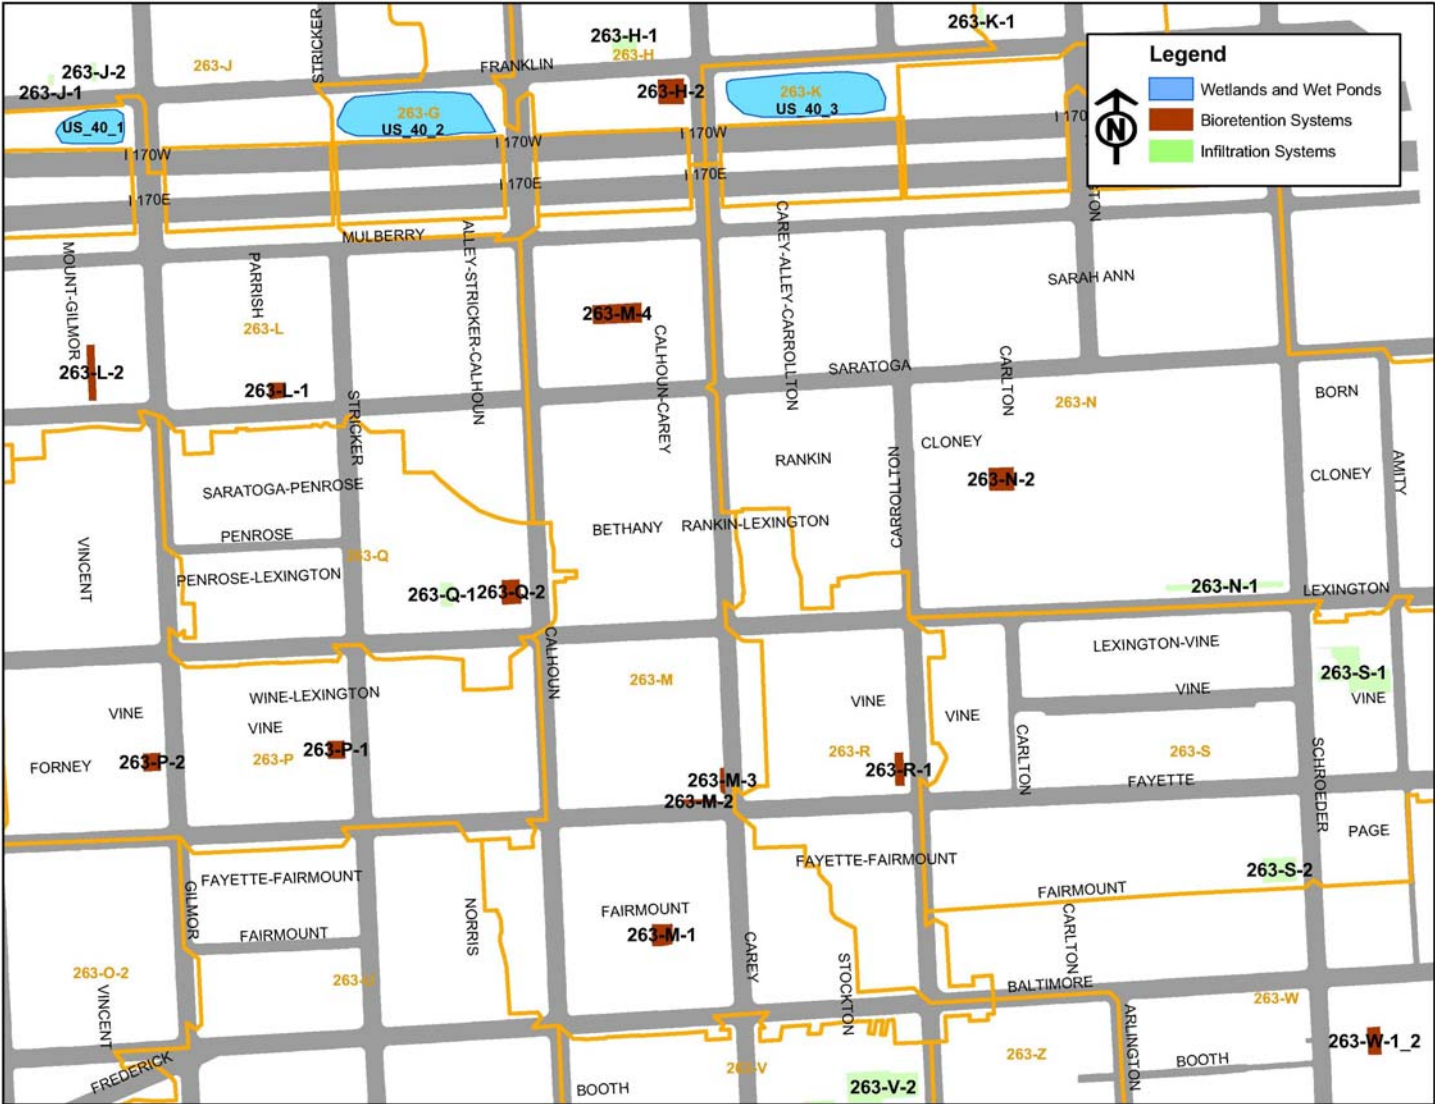 STRICKER
263-H-1
263-K-1
263-H
FRANKLIN
263-J
263-J-2
263-J-1
Legend
Wetlands and Wet Ponds
Bioretention Systems
Infiltration Systems
N
263-H-2
263-K
US_40_3
263-G
US_40_2
US_40_1
I 170
I 170W
I 170W
I 170W
I 170E
I 170E
I 170E
MULBERRY
MOUNT-GILMOR
PARRISH
ALLEY-STRICKER-CALHOUN
CAREY-ALLEY-CARROLLTON
SARAH ANN
263-M-4
263-L
CALHOUN-CAREY
CARLTON
SARATOGA
263-L-2
263-L-1
STRICKER
263-N
BORN
CLONEY
RANKIN
CARROLLTON
263-N-2
CLONEY
AMITY
SARATOGA-PENROSE
BETHANY
RANKIN-LEXINGTON
PENROSE
VINCENT
263-Q
PENROSE-LEXINGTON
263-Q-1
263-Q-2
263-N-1
LEXINGTON
CALHOUN
LEXINGTON-VINE
263-S-1
VINE
VINE
263-M
WINE-LEXINGTON
VINE
VINE
VINE
VINE
263-P-1
263-P-2
263-P
FORNEY
263-R
263-R-1
CARLTON
263-S
FAYETTE
SCHROEDER
263-M-3
263-M-2
PAGE
FAYETTE-FAIRMOUNT
263-S-2
FAIRMOUNT
FAYETTE-FAIRMOUNT
GILMOR
NORRIS
FAIRMOUNT
263-M-1
FAIRMOUNT
CAREY
STOCKTON
CARLTON
263-O-2
VINCENT
BALTIMORE
263-W
ARLINGTON
263-W-1_2
FREDERICK
263-V
BOOTH
263-V-2
263-Z
BOOTH